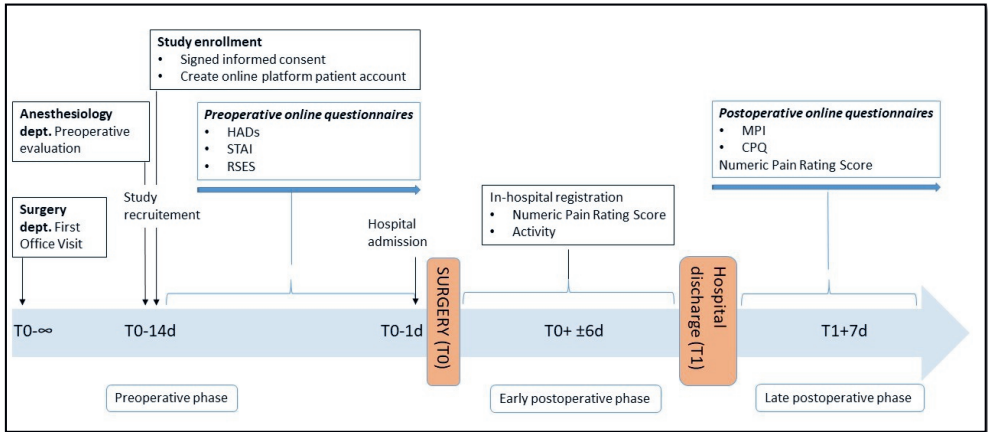 Study enrollment
• Signed informed consent
• Create online platform patient account
Anesthesiology
dept. Preoperative
evaluation
Preoperative online questionnaires
• HADs
• STAI
• RSES
Postoperative online questionnaires
• MPI
• CPQ
Numeric Pain Rating Score
Study
recruitement
Surgery
dept. First
Office Visit
Hospital
admission
In-hospital registration
• Numeric Pain Rating Score
• Activity
SURGERY (T0)
Hospital
discharge (T1)
T0-∞
T0-14d
T0-1d
T0+ ±6d
T1+7d
Preoperative phase
Early postoperative phase
Late postoperative phase